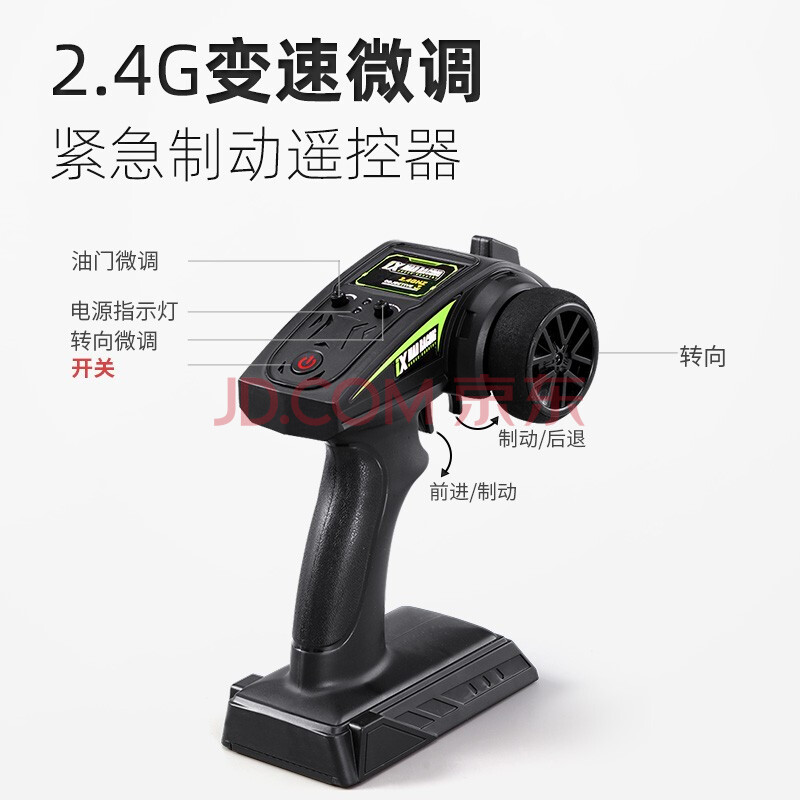 2.4G变速微调
紧急制动遥控器
油门微调
电源指示灯
转向微调
开关
转向
制动/后退
前进/制动
2.4GHZ
JD.COM 京东